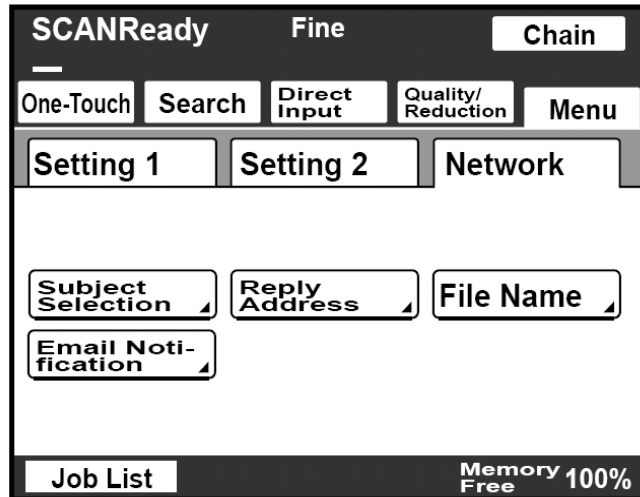 SCANReady Fine Chain
One-Touch Search Direct Input Quality/ Reduction Menu
Setting 1 Setting 2 Network
Subject Selection Reply Address File Name
Email Noti-
fication
Job List Memory Free 100%